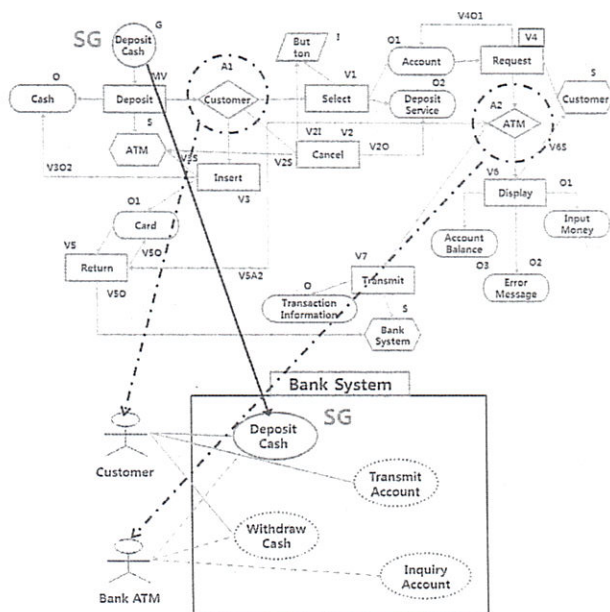 SG
Deposit
Cash
G
But
ton
I
V4O1
V4
O1
Account
Request
O
Cash
MV
Deposit
A1
Customer
V1
Select
O2
Deposit
Service
A2
ATM
S
Customer
S
ATM
V2I
V2
Cancel
V2O
V2S
V6S
V3O2
V3S
Insert
V3
V6
Display
O1
Input
Money
O1
Card
V5
Return
V5O
V5O
V5A2
Account
Balance
O3
O2
Error
Message
V7
Transmit
O
Transaction
Information
S
Bank
System
Bank System
SG
Deposit
Cash
Customer
Transmit
Account
Withdraw
Cash
Bank ATM
Inquiry
Account